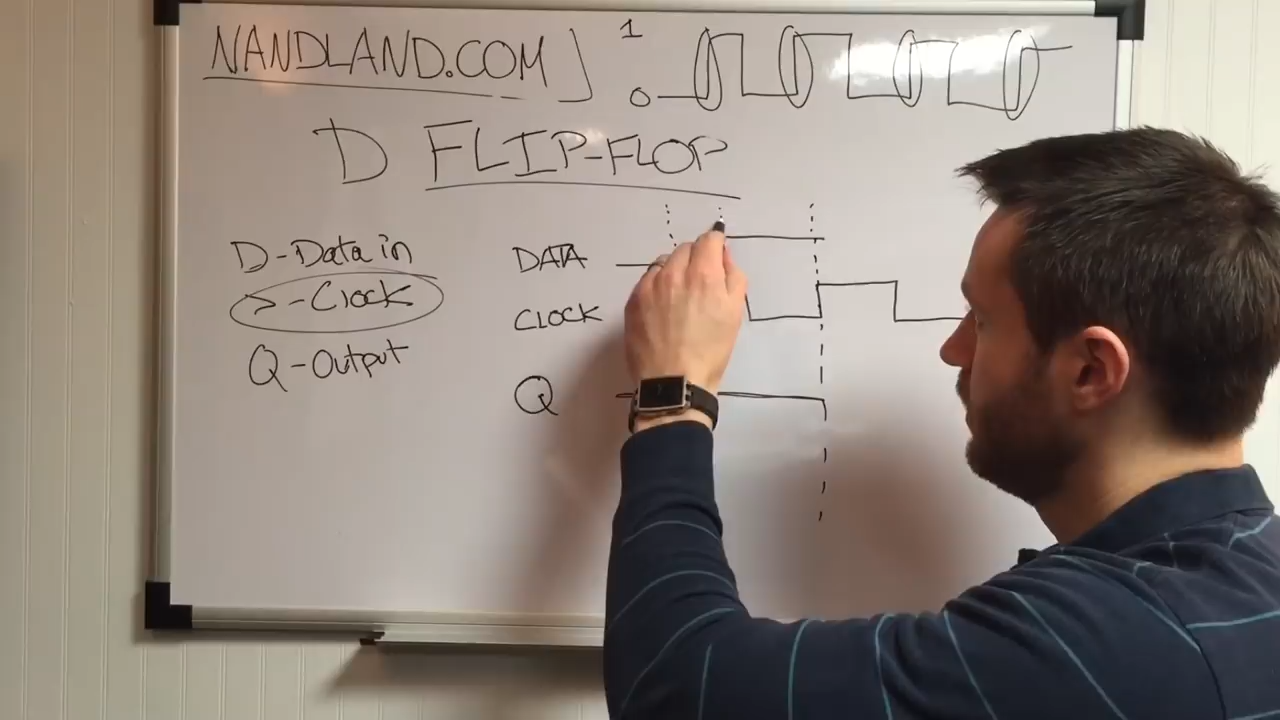 NANDLAND.COM
1
0
D FLIP-FLOP
D-Data in
>-Clock
Q-Output
DATA
CLOCK
Q